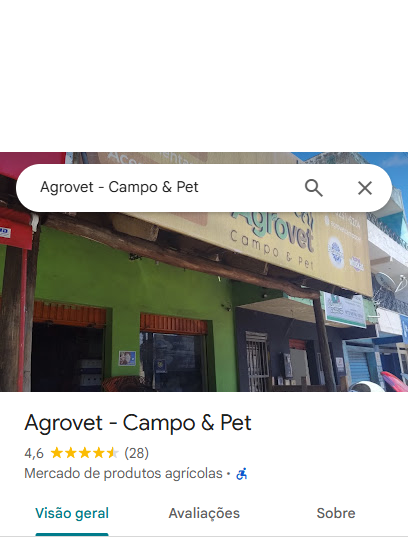 Agrovet - Campo & Pet
Agrovet
Campo & Pet
Agrovet - Campo & Pet
4,6 (28)
Mercado de produtos agrícolas ·
Visão geral
Avaliações
Sobre